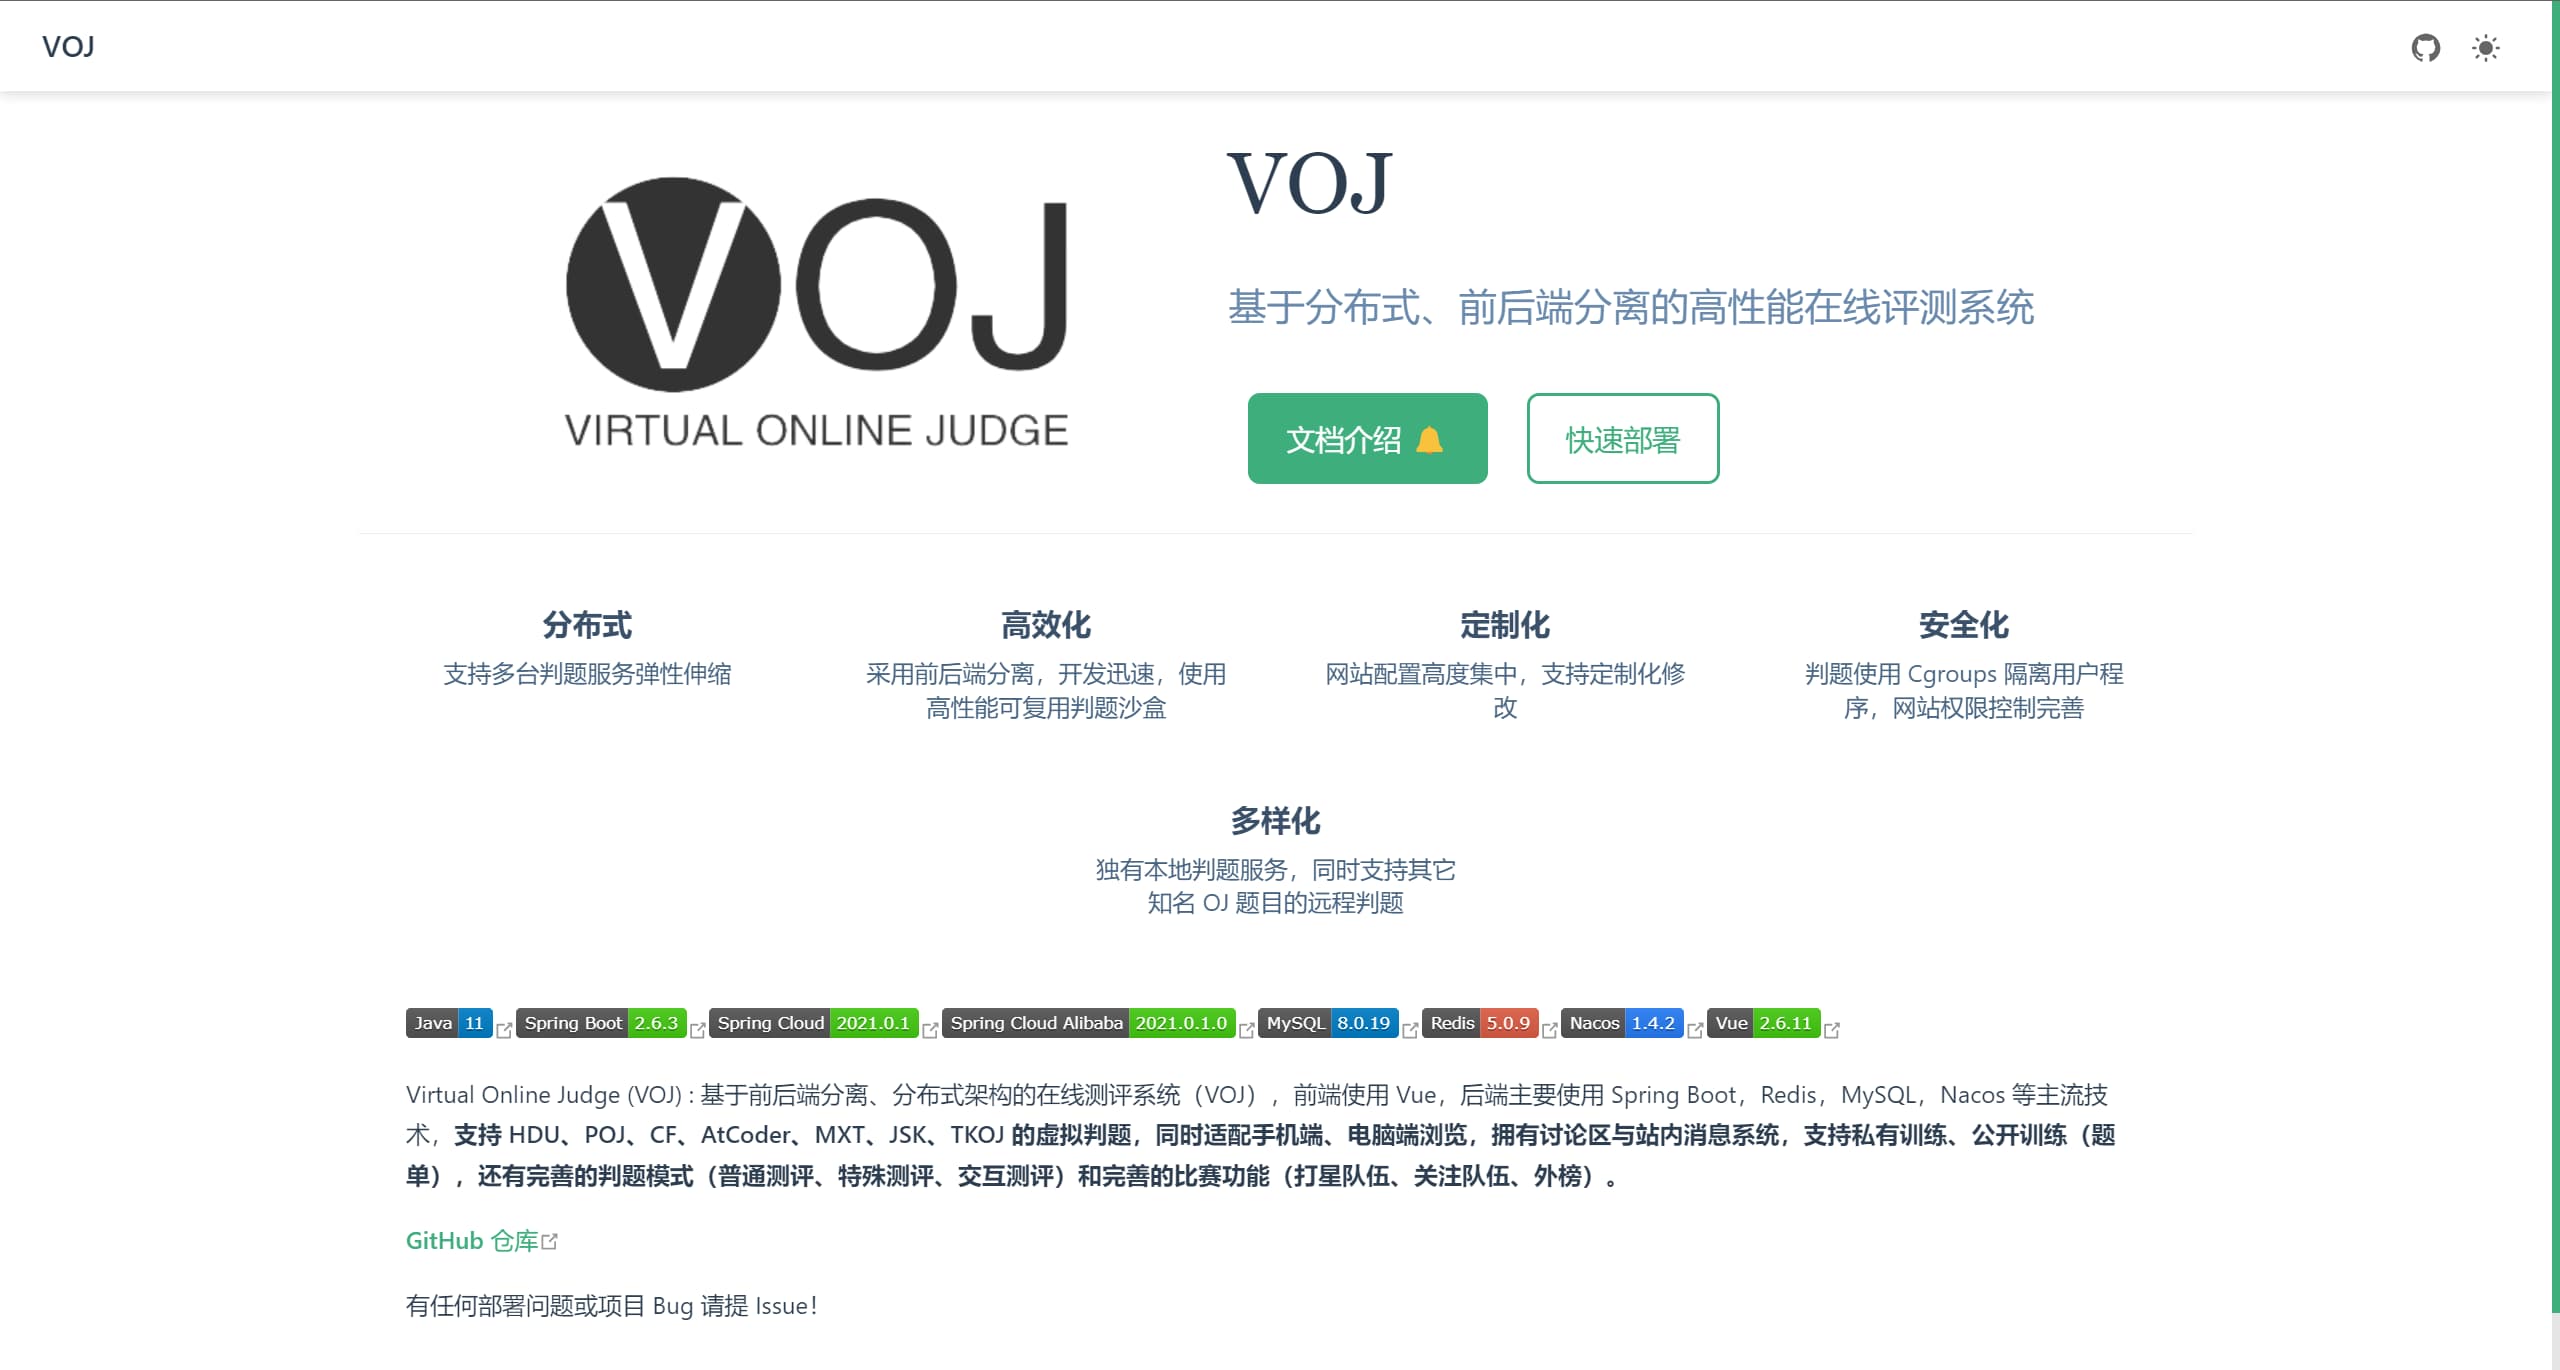 VOJ
VOJ
VIRTUAL ONLINE JUDGE
VOJ
基于分布式、前后端分离的高性能在线评测系统
文档介绍 🔔
快速部署
分布式
支持多台判题服务弹性伸缩
高效化
采用前后端分离，开发迅速，使用
高性能可复用判题沙盒
定制化
网站配置高度集中，支持定制化修
改
安全化
判题使用 Cgroups 隔离用户程
序，网站权限控制完善
多样化
独有本地判题服务，同时支持其它
知名 OJ 题目的远程判题
Java 11 Spring Boot 2.6.3 Spring Cloud 2021.0.1 Spring Cloud Alibaba 2021.0.1.0 MySQL 8.0.19 Redis 5.0.9 Nacos 1.4.2 Vue 2.6.11
Virtual Online Judge (VOJ) : 基于前后端分离、分布式架构的在线测评系统（VOJ），前端使用 Vue，后端主要使用 Spring Boot，Redis，MySQL，Nacos 等主流技
术，支持 HDU、POJ、CF、AtCoder、MXT、JSK、TKOJ 的虚拟判题，同时适配手机端、电脑端浏览，拥有讨论区与站内消息系统，支持私有训练、公开训练（题
单），还有完善的判题模式（普通测评、特殊测评、交互测评）和完善的比赛功能（打星队伍、关注队伍、外榜）。
GitHub 仓库
有任何部署问题或项目 Bug 请提 Issue！